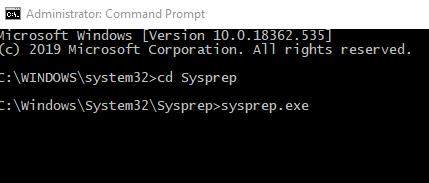 Administrator: Command Prompt
Microsoft Windows [Version 10.0.18362.535]
(c) 2019 Microsoft Corporation. All rights reserved.
C:\WINDOWS\system32>cd Sysprep
C:\Windows\System32\Sysprep>sysprep.exe